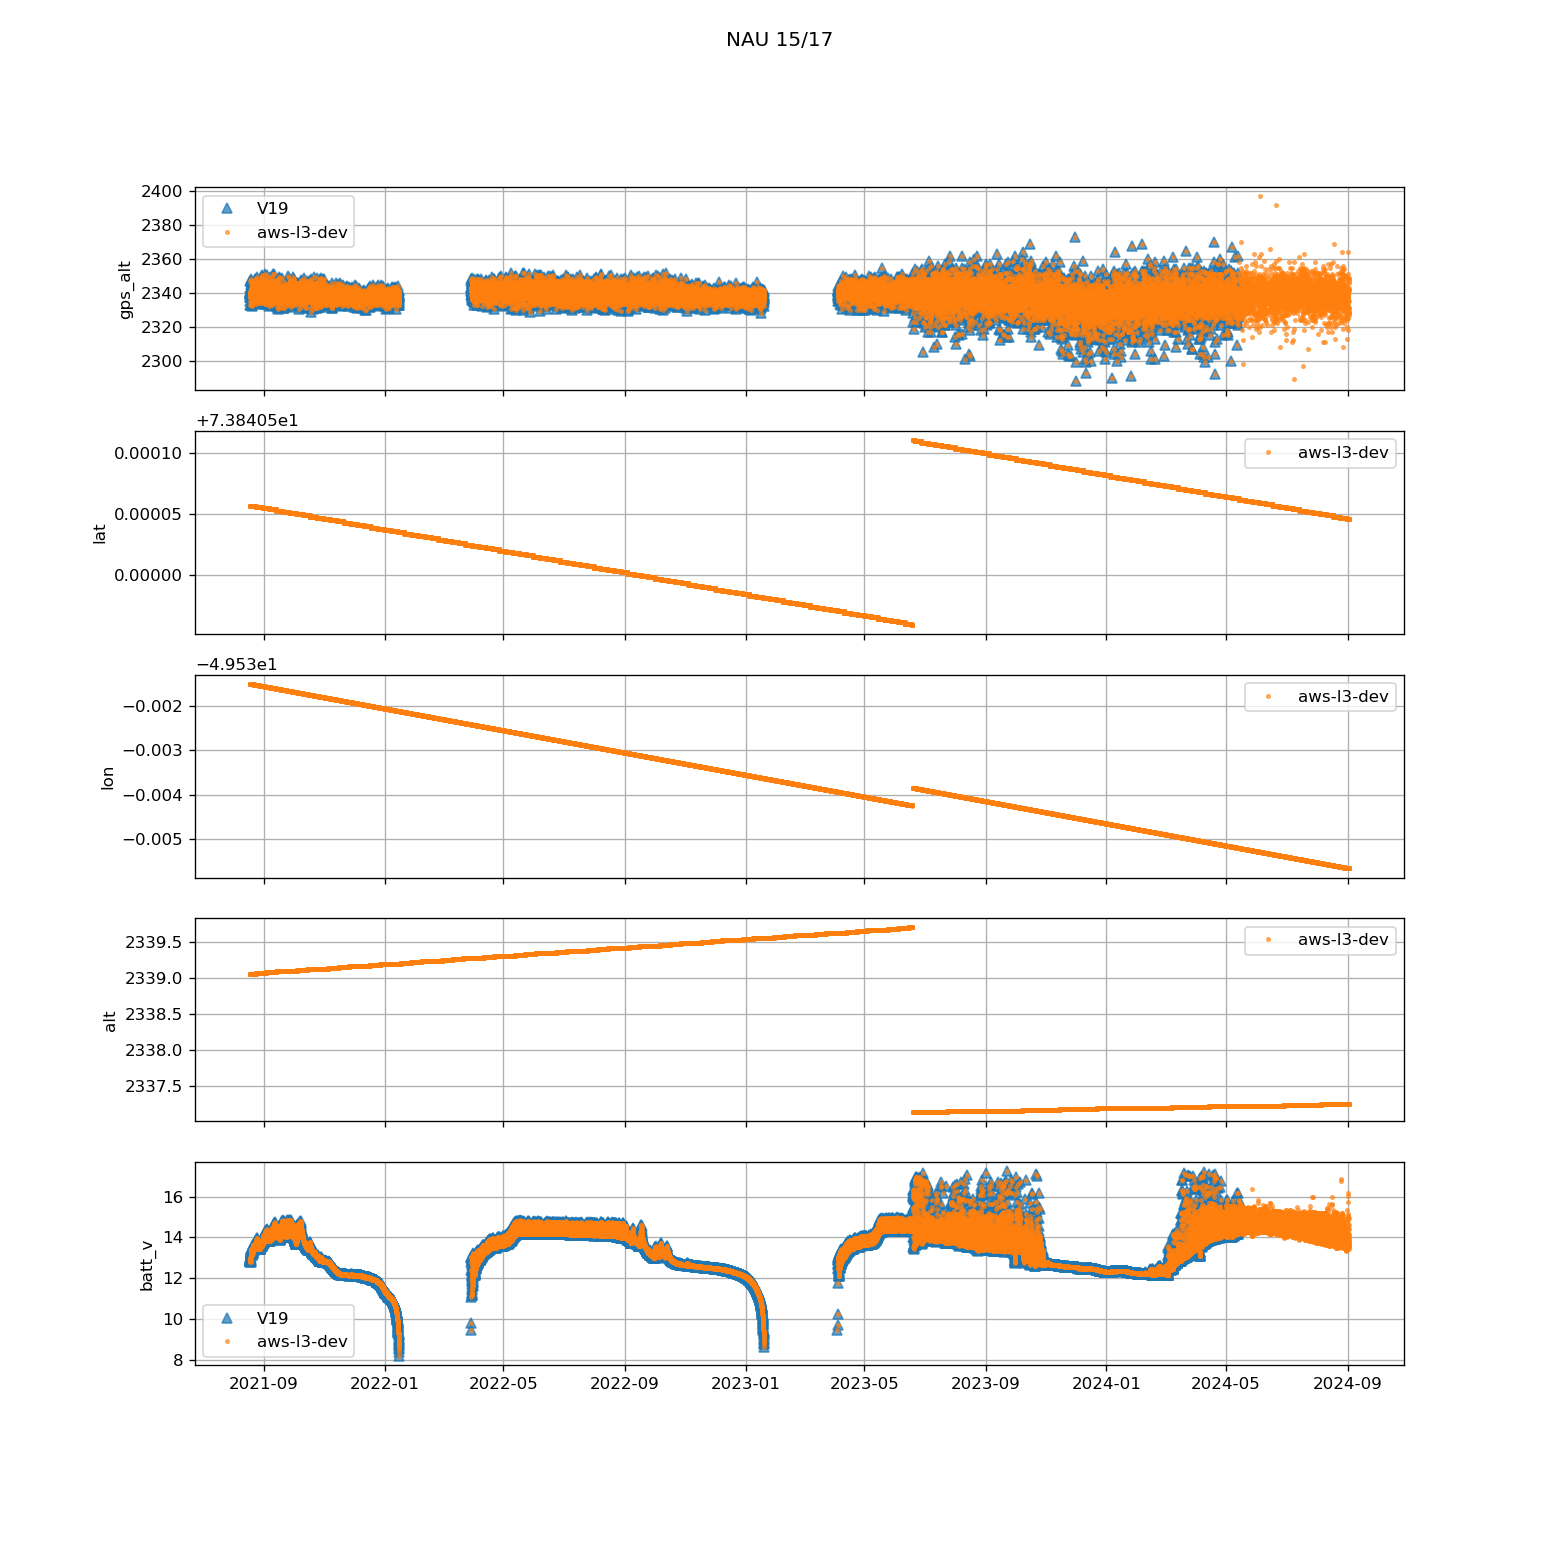 NAU 15/17
2400
2380
2360
2340
2320
2300
gps_alt
V19
aws-l3-dev
+7.38405e1
0.00010
0.00005
0.00000
lat
aws-l3-dev
−4.953e1
−0.002
−0.003
−0.004
−0.005
lon
aws-l3-dev
2339.5
2339.0
2338.5
2338.0
2337.5
alt
aws-l3-dev
16
14
12
10
8
batt_v
V19
aws-l3-dev
2021-09 2022-01 2022-05 2022-09 2023-01 2023-05 2023-09 2024-01 2024-05 2024-09